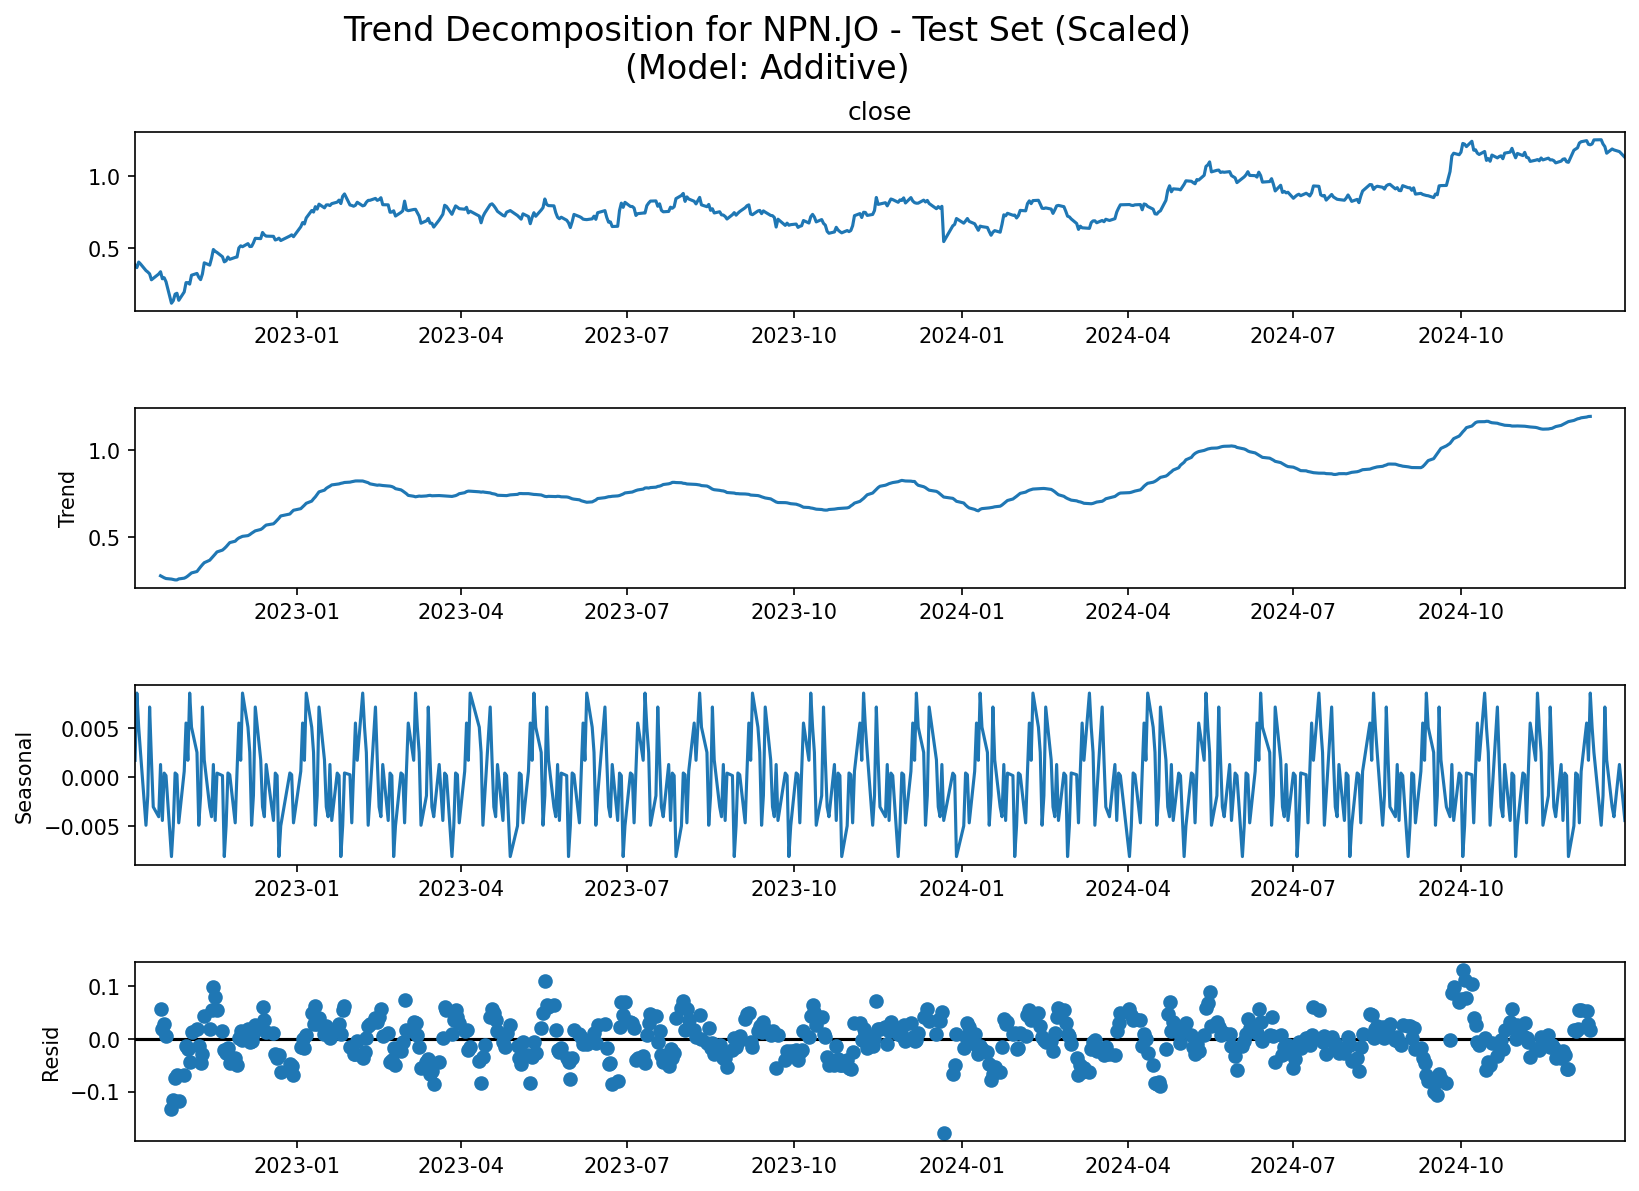 Trend Decomposition for NPN.JO - Test Set (Scaled)
(Model: Additive)
close
1.0
0.5
2023-01 2023-04 2023-07 2023-10 2024-01 2024-04 2024-07 2024-10
Trend
1.0
0.5
2023-01 2023-04 2023-07 2023-10 2024-01 2024-04 2024-07 2024-10
Seasonal
0.005
0.000
−0.005
2023-01 2023-04 2023-07 2023-10 2024-01 2024-04 2024-07 2024-10
Resid
0.1
0.0
−0.1
2023-01 2023-04 2023-07 2023-10 2024-01 2024-04 2024-07 2024-10